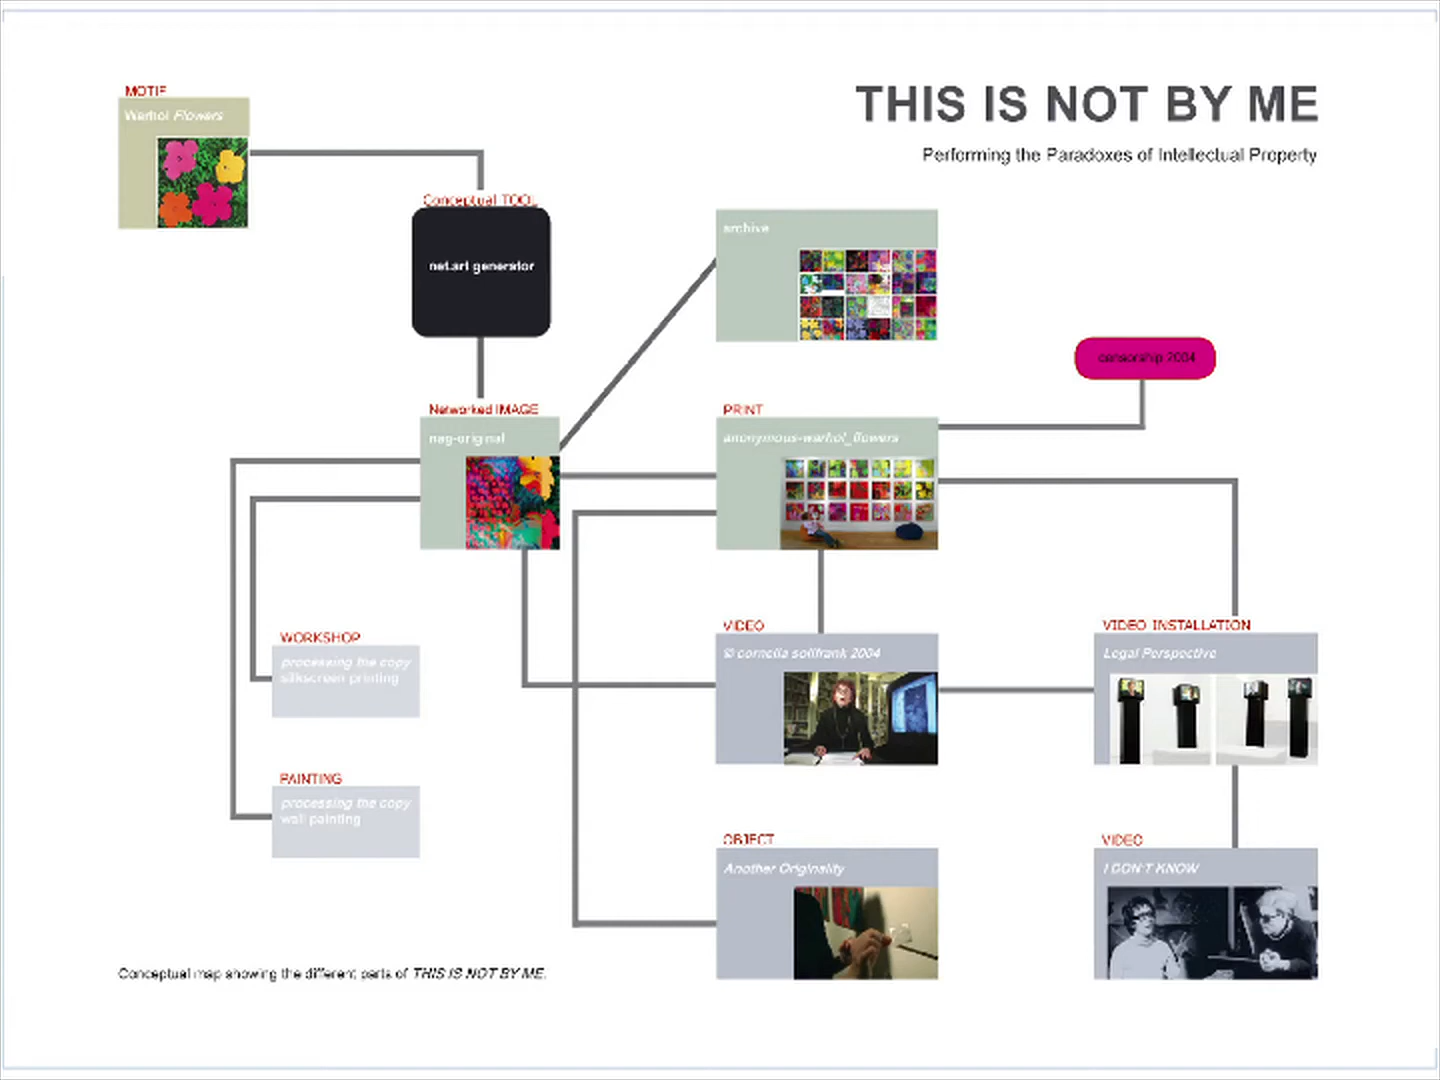 THIS IS NOT BY ME
Performing the Paradoxes of Intellectual Property
MOTIF
Warhol Flowers
Conceptual TOOL
net.art generator
archive
censorship 2004
Networked IMAGE
nag-original
PRINT
anonymous-warhol_flowers
WORKSHOP
processing the copy
silkscreen printing
VIDEO
© cornelia sollfrank 2004
VIDEO INSTALLATION
Legal Perspective
PAINTING
processing the copy
wall painting
OBJECT
Another Originality
VIDEO
I DON'T KNOW
Conceptual map showing the different parts of THIS IS NOT BY ME.